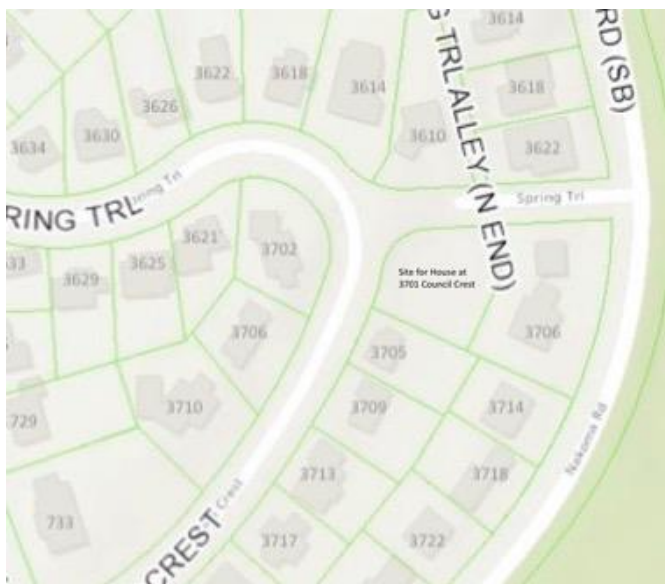 3614
RD (SB)
3622
3618
3614
3618
3626
G TRL ALLEY (N END)
3630
3610
3622
3634
ring Trl
Spring Trl
RING TRL
3621
3702
Site for House at
3701 Council Crest
3625
3629
3706
3706
3705
3710
3709
3714
729
Nakoma Rd
3713
3718
Crest
733
3717
3722
CREST